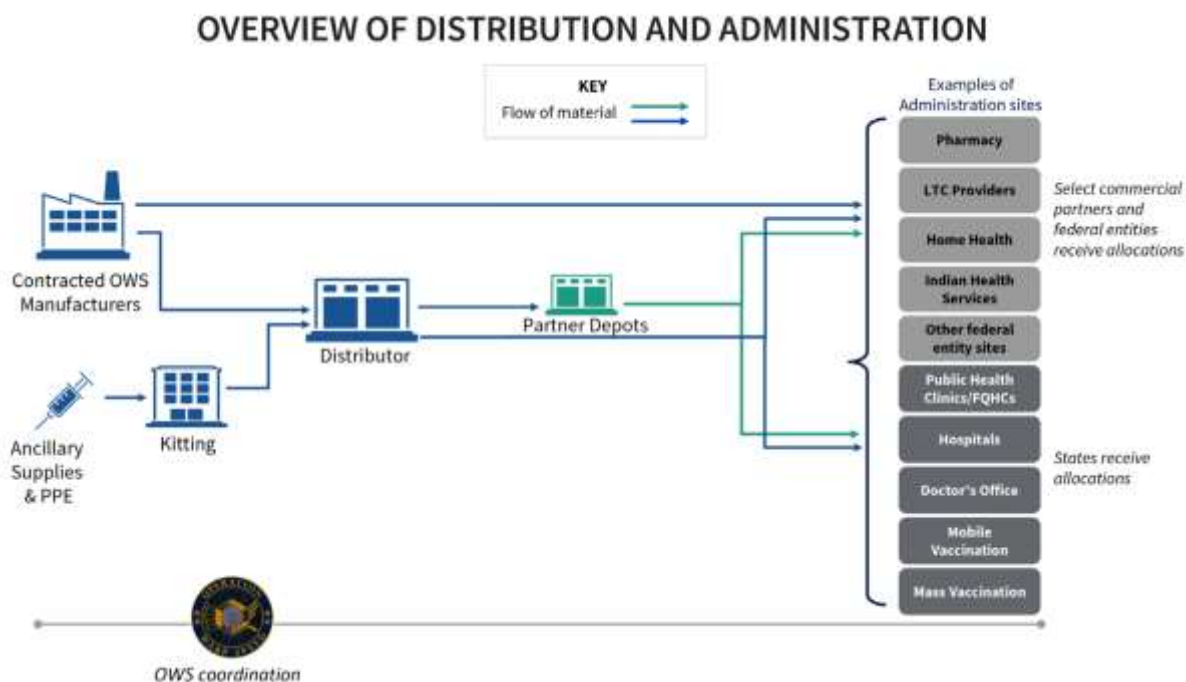 OVERVIEW OF DISTRIBUTION AND ADMINISTRATION
KEY
Flow of material
Examples of
Administration sites
Pharmacy
LTC Providers
Home Health
Indian Health
Services
Other federal
entity sites
Public Health
Clinics/FQHCs
Hospitals
Doctor's Office
Mobile
Vaccination
Mass Vaccination
Select commercial
partners and
federal entities
receive allocations
States receive
allocations
Contracted OWS
Manufacturers
Distributor
Partner Depots
Ancillary
Supplies
& PPE
Kitting
OWS coordination